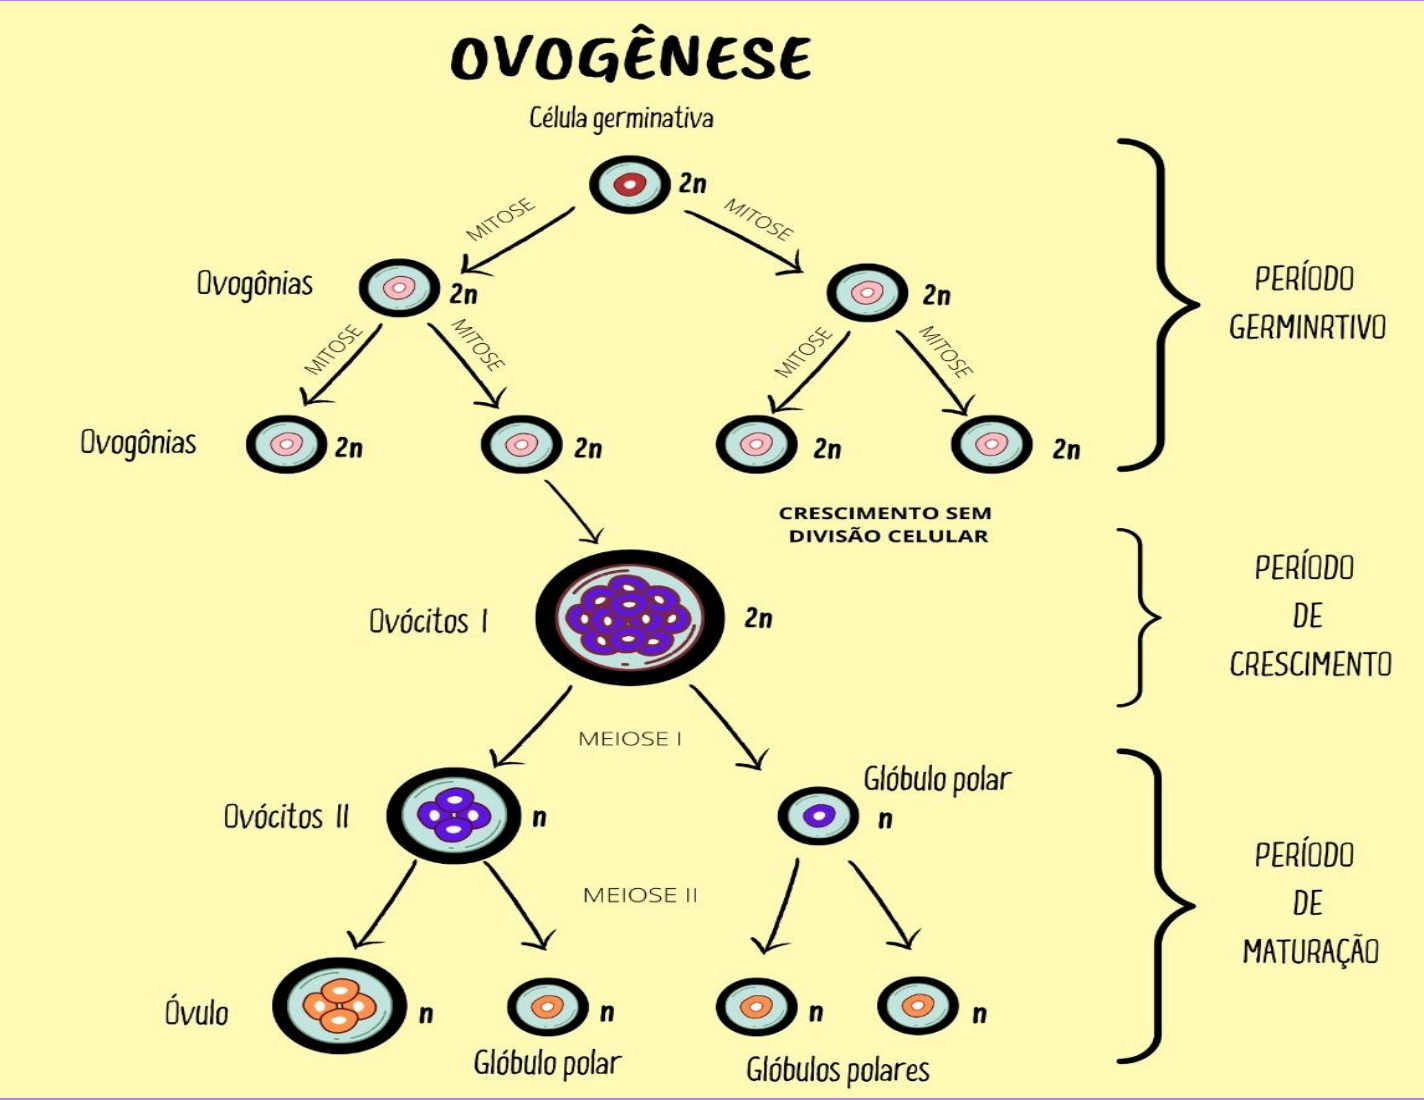 OVOGÊNESE
Célula germinativa
2n
MITOSE
MITOSE
Ovogônias
2n
2n
PERÍODO
GERMINRTIVO
MITOSE
MITOSE
MITOSE
MITOSE
Ovogônias
2n
2n
2n
2n
CRESCIMENTO SEM
DIVISÃO CELULAR
Ovócitos I
2n
PERÍODO
DE
CRESCIMENTO
MEIOSE I
Ovócitos II
n
Glóbulo polar
n
MEIOSE II
PERÍODO
DE
MATURAÇÃO
Óvulo
n
n
n
n
Glóbulo polar
Glóbulos polares